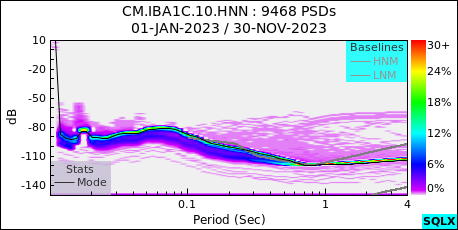 CM.IBA1C.10.HNN : 9468 PSDs
01-JAN-2023 / 30-NOV-2023
10
-20
-50
-80
-110
-140
dB
Baselines
HNM
LNM
Stats
Mode
0.1
1
4
Period (Sec)
30+
24%
18%
12%
6%
0%
SQLX